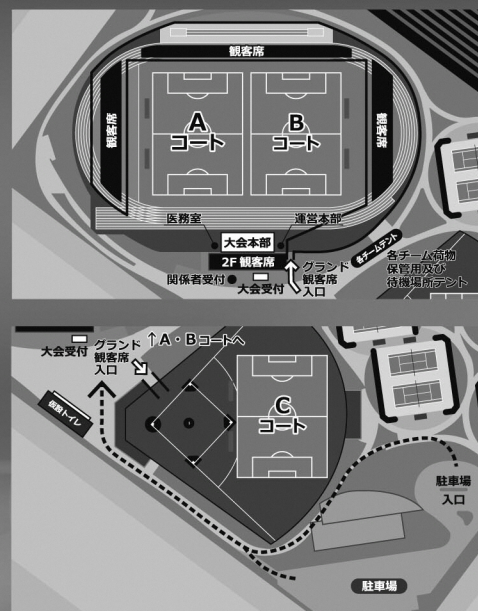 観客席
観客席
観客席
A
コート
B
コート
医務室
運営本部
大会本部
2F 観客席
関係者受付
大会受付
グランド
観客席
入口
各チームテント
各チーム荷物
保管用及び
待機場所テント
大会受付
グランド
観客席
入口
↑A・Bコートへ
仮設トイレ
C
コート
駐車場
入口
駐車場